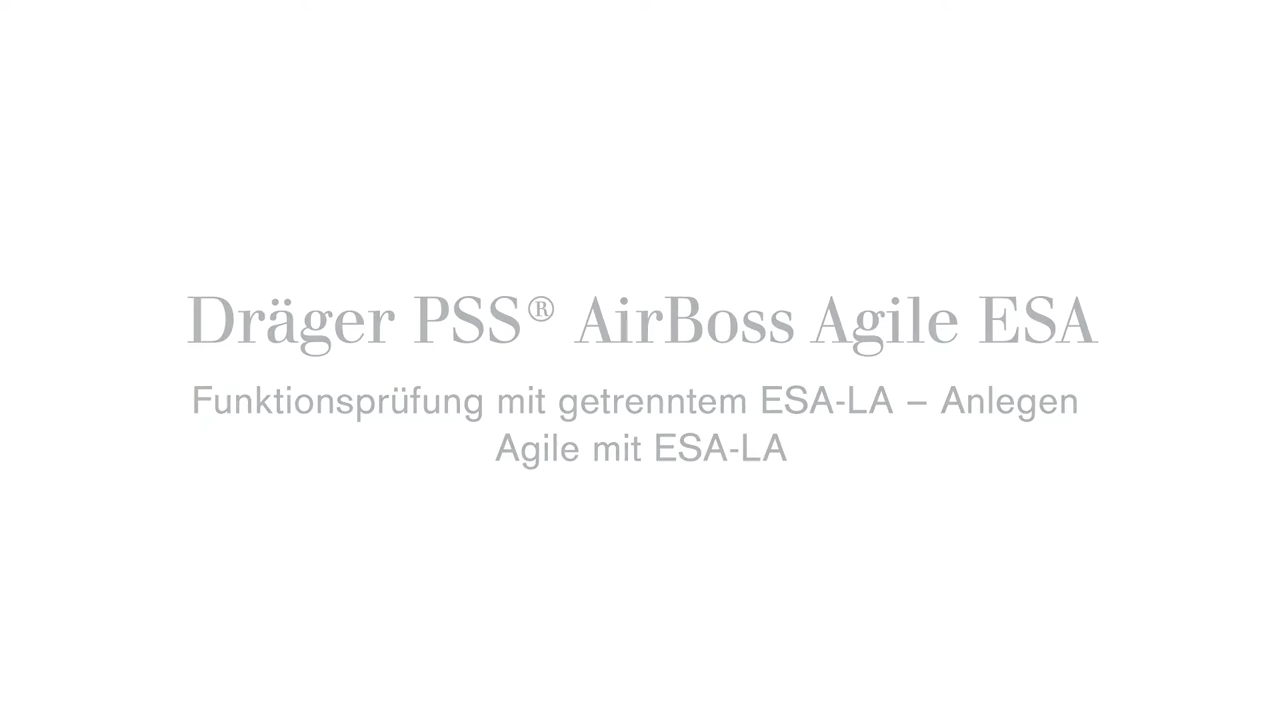 Dräger PSS® AirBoss Agile ESA
Funktionsprüfung mit getrenntem ESA-LA – Anlegen
Agile mit ESA-LA